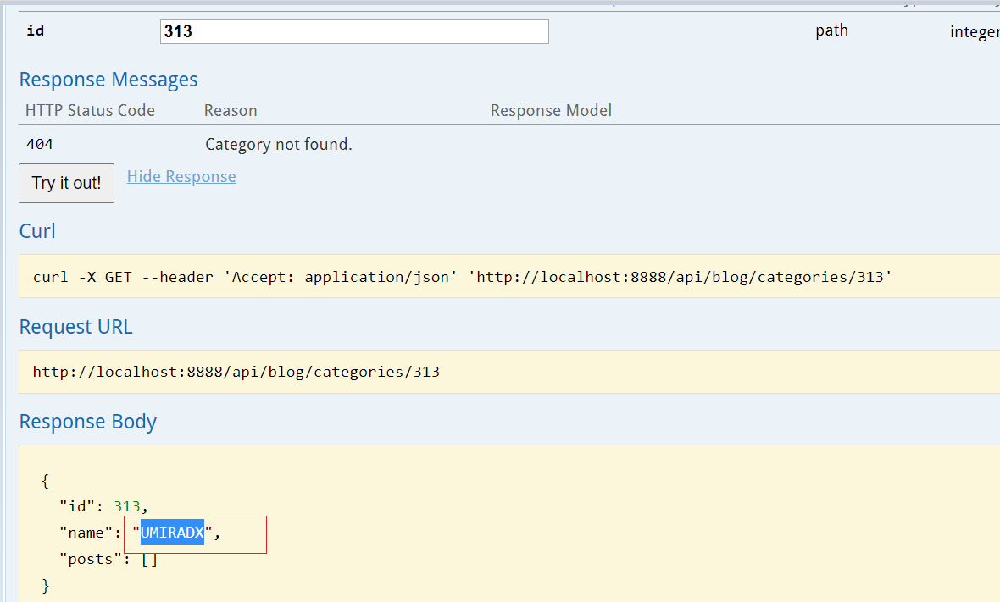 id 313 path integer
Response Messages
HTTP Status Code Reason Response Model
404 Category not found.
Try it out! Hide Response
Curl
curl -X GET --header 'Accept: application/json' 'http://localhost:8888/api/blog/categories/313'
Request URL
http://localhost:8888/api/blog/categories/313
Response Body
{
"id": 313,
"name": "UMIRADX",
"posts": []
}